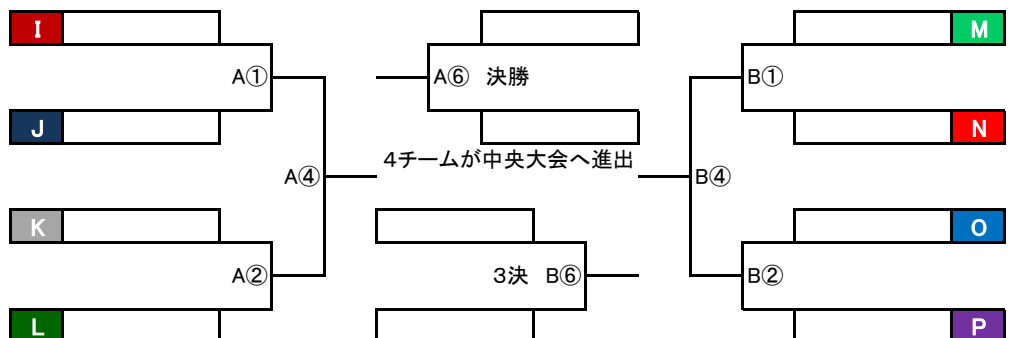 I
M
A① A⑥ 決勝 B①
J
N
4チームが中央大会へ進出
A④ B④
K
O
A② 3決 B⑥ B②
L
P